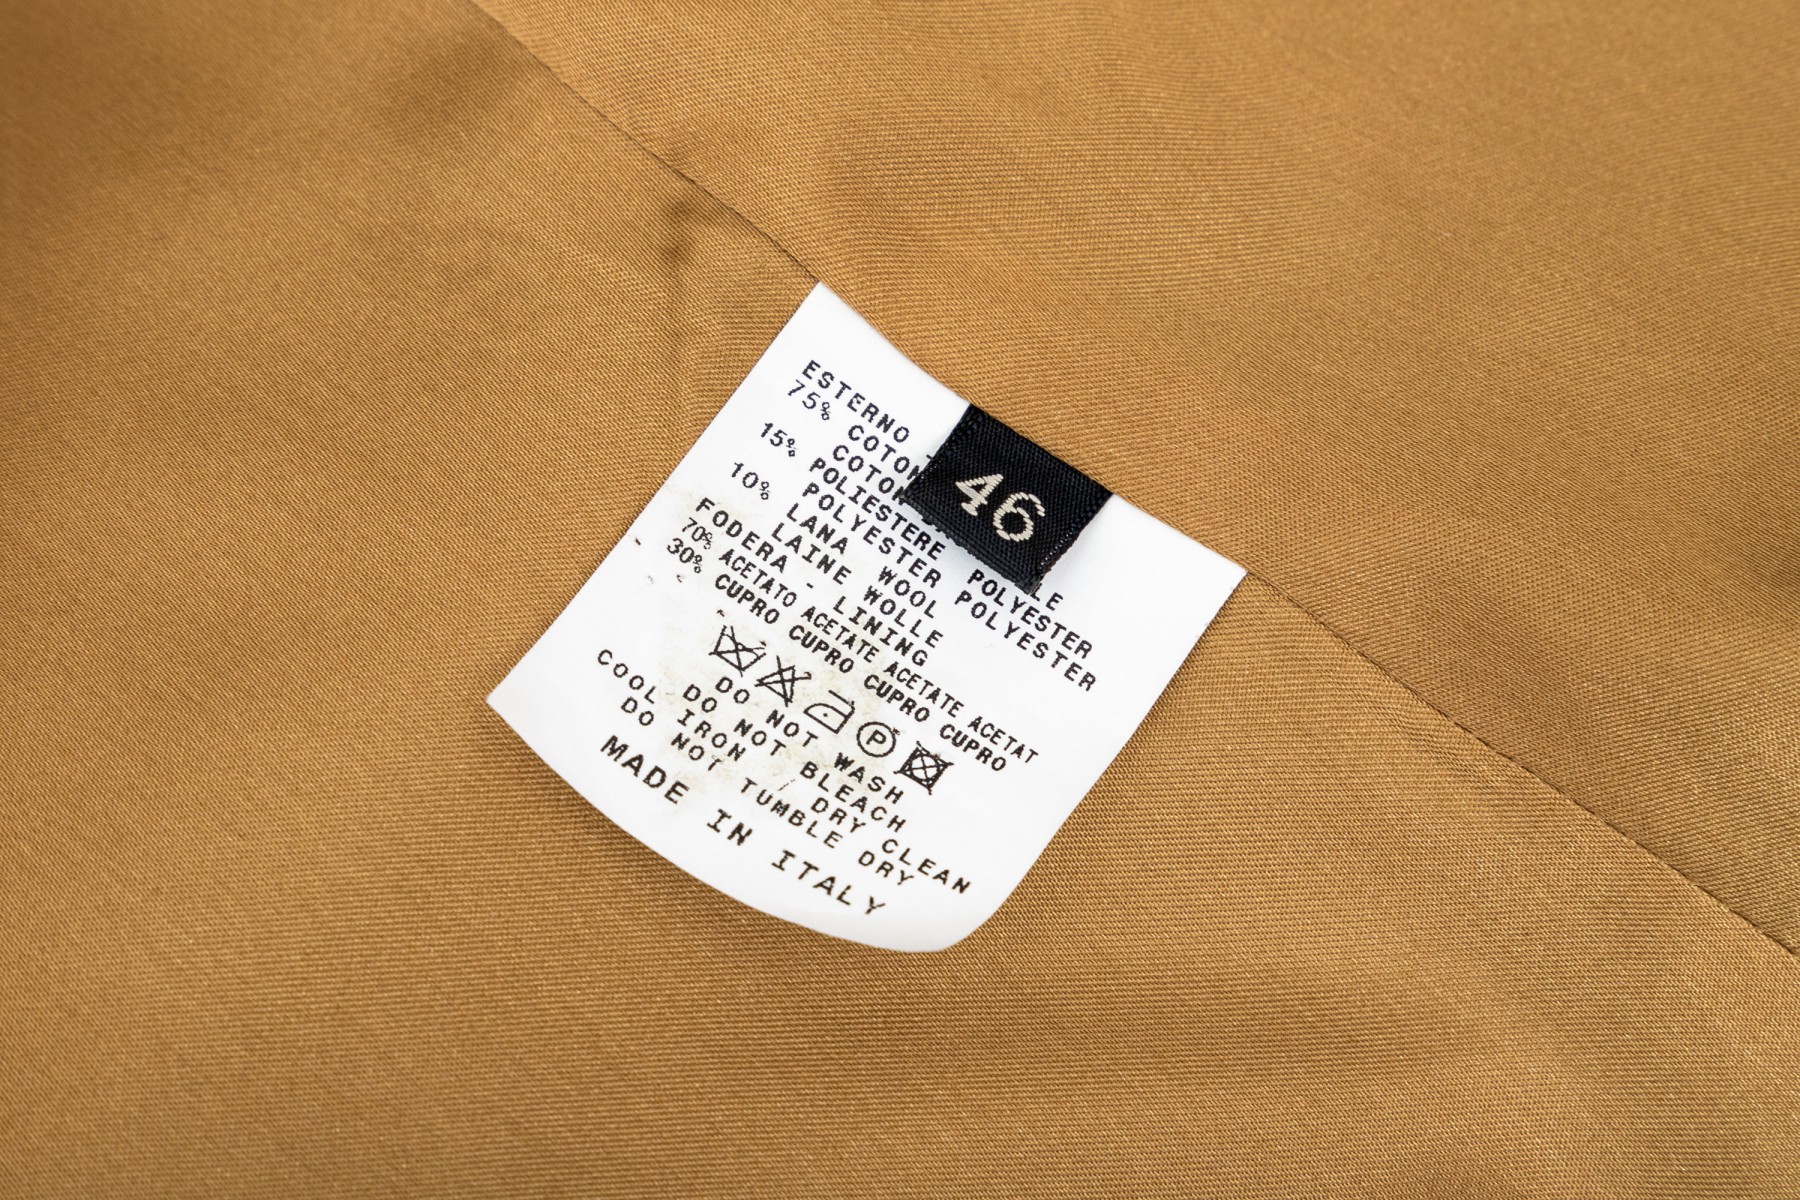 ESTERNO
75% COTON
COTON
15% POLIESTERE POLYESTER
POLYESTER POLYESTER
10% LANA WOOL
LAINE WOLLE
FODERA - LINING
70% ACETATO ACETATE ACETATE ACETAT
30% CUPRO CUPRO CUPRO CUPRO
P
DO NOT WASH
DO NOT BLEACH
COOL IRON / DRY CLEAN
DO NOT TUMBLE DRY
MADE IN ITALY
46